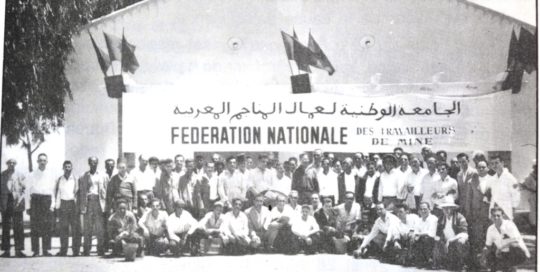 الجامعة الوطنية لعمال المناجم المغربية
FEDERATION NATIONALE DES TRAVAILLEURS
DE MINE